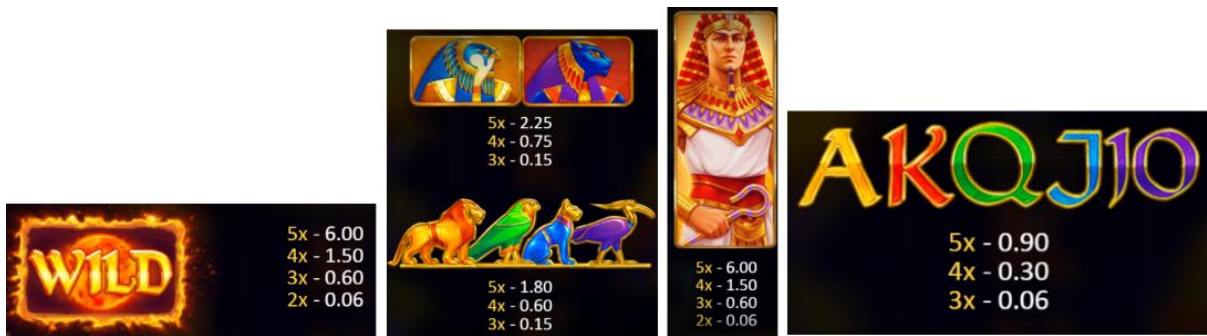 WILD
5x - 6.00
4x - 1.50
3x - 0.60
2x - 0.06
5x - 2.25
4x - 0.75
3x - 0.15
5x - 1.80
4x - 0.60
3x - 0.15
5x - 6.00
4x - 1.50
3x - 0.60
2x - 0.06
A K Q J 10
5x - 0.90
4x - 0.30
3x - 0.06